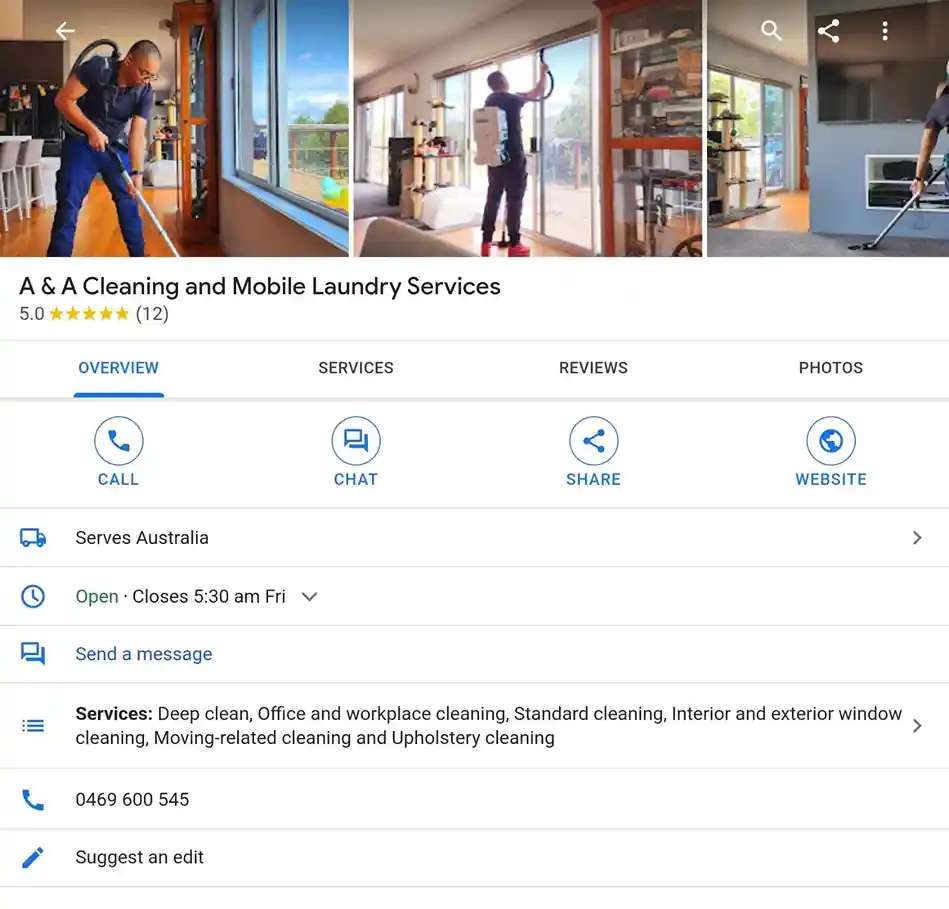 A & A Cleaning and Mobile Laundry Services
5.0 ★★★★★ (12)
OVERVIEW
SERVICES
REVIEWS
PHOTOS
CALL
CHAT
SHARE
WEBSITE
Serves Australia
Open · Closes 5:30 am Fri
Send a message
Services: Deep clean, Office and workplace cleaning, Standard cleaning, Interior and exterior window
cleaning, Moving-related cleaning and Upholstery cleaning
0469 600 545
Suggest an edit